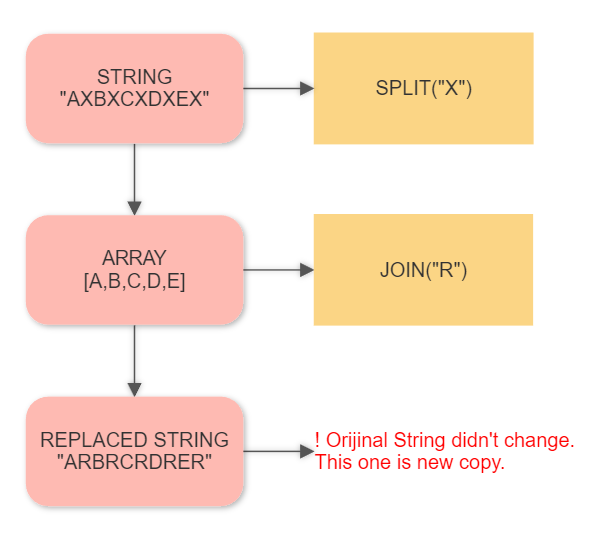 STRING
"AXBXCXDXEX"
SPLIT("X")
ARRAY
[A,B,C,D,E]
JOIN("R")
REPLACED STRING
"ARBRCRDRER"
! Orijinal String didn't change.
This one is new copy.